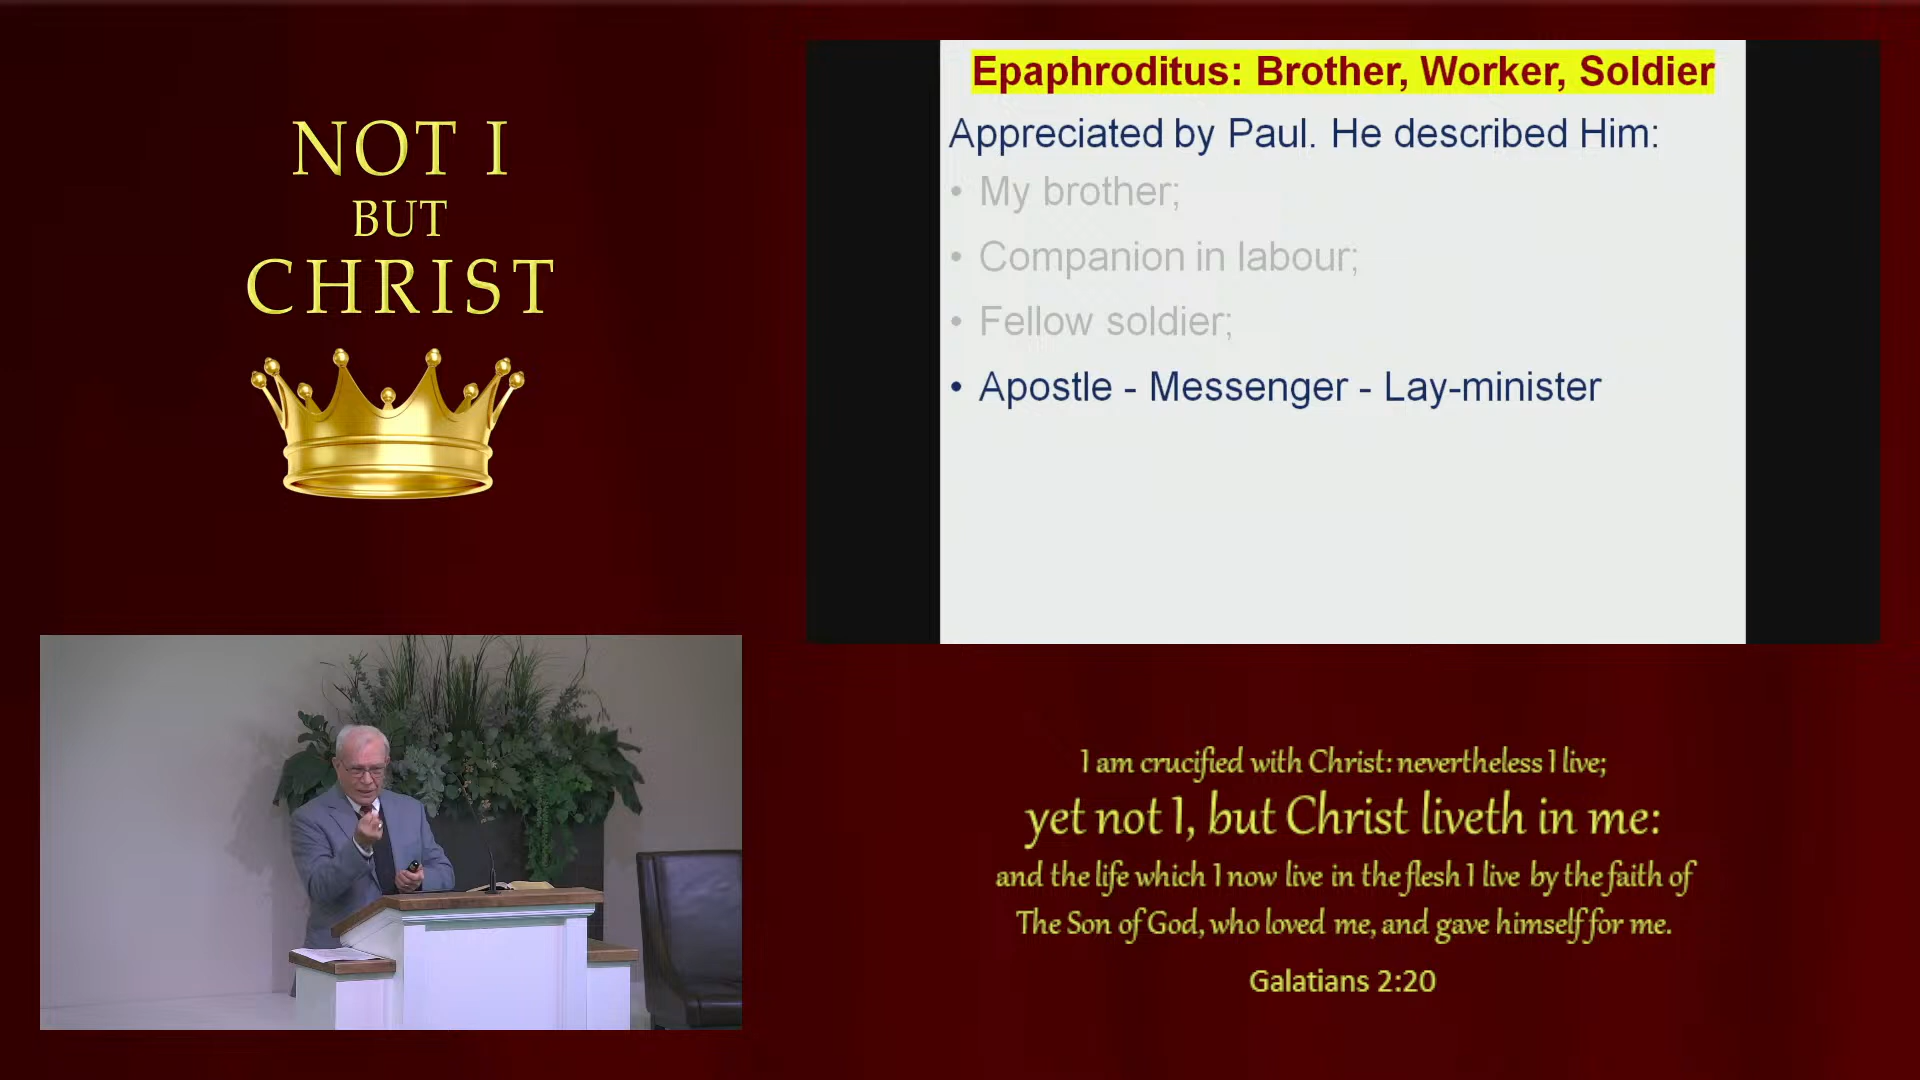 NOT I
BUT
CHRIST
Epaphroditus: Brother, Worker, Soldier
Appreciated by Paul. He described Him:
• My brother;
• Companion in labour;
• Fellow soldier;
• Apostle - Messenger - Lay-minister
I am crucified with Christ: nevertheless I live;
yet not I, but Christ liveth in me:
and the life which I now live in the flesh I live by the faith of
The Son of God, who loved me, and gave himself for me.
Galatians 2:20